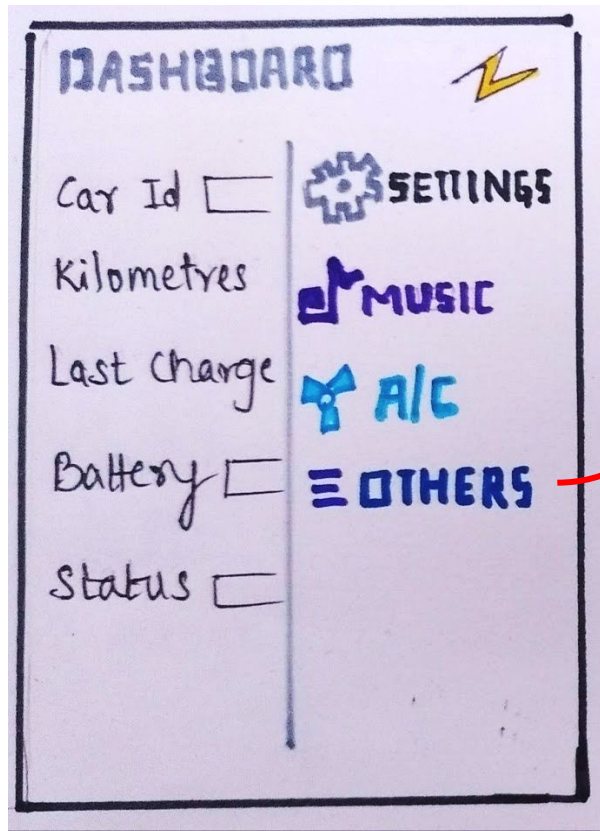 DASHBOARD
Car Id
Kilometres
Last Charge
Battery
Status
SETTINGS
MUSIC
A/C
OTHERS